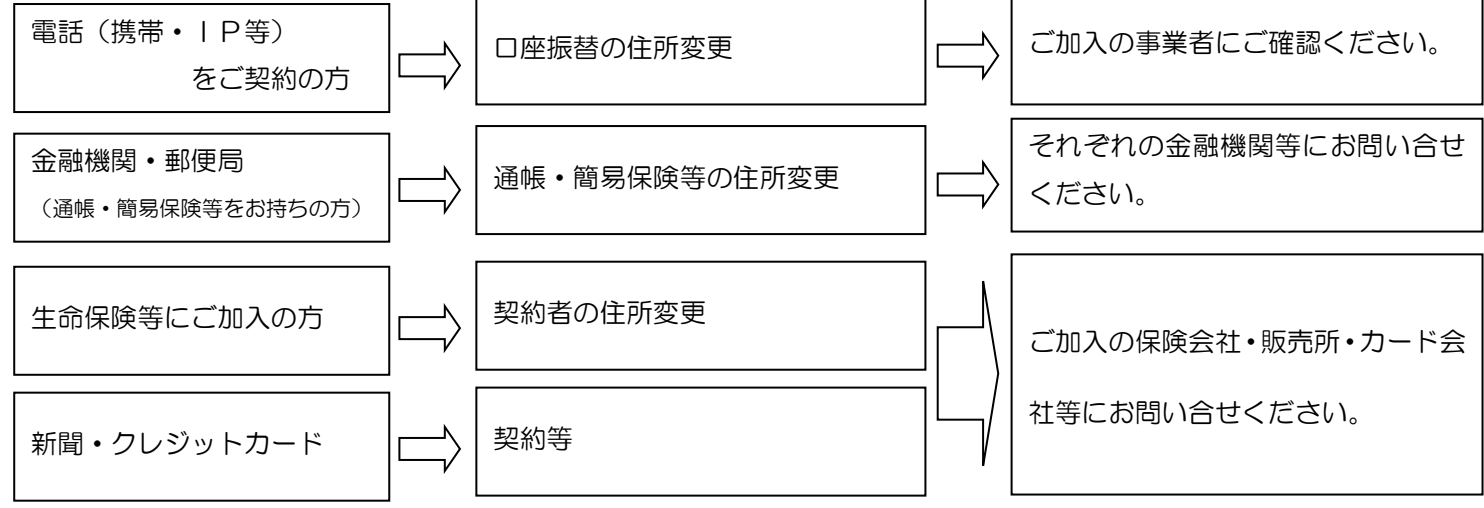 電話（携帯・ＩＰ等）
をご契約の方
口座振替の住所変更
ご加入の事業者にご確認ください。
金融機関・郵便局
（通帳・簡易保険等をお持ちの方）
通帳・簡易保険等の住所変更
それぞれの金融機関等にお問い合せ
ください。
生命保険等にご加入の方
契約者の住所変更
新聞・クレジットカード
契約等
ご加入の保険会社・販売所・カード会
社等にお問い合せください。